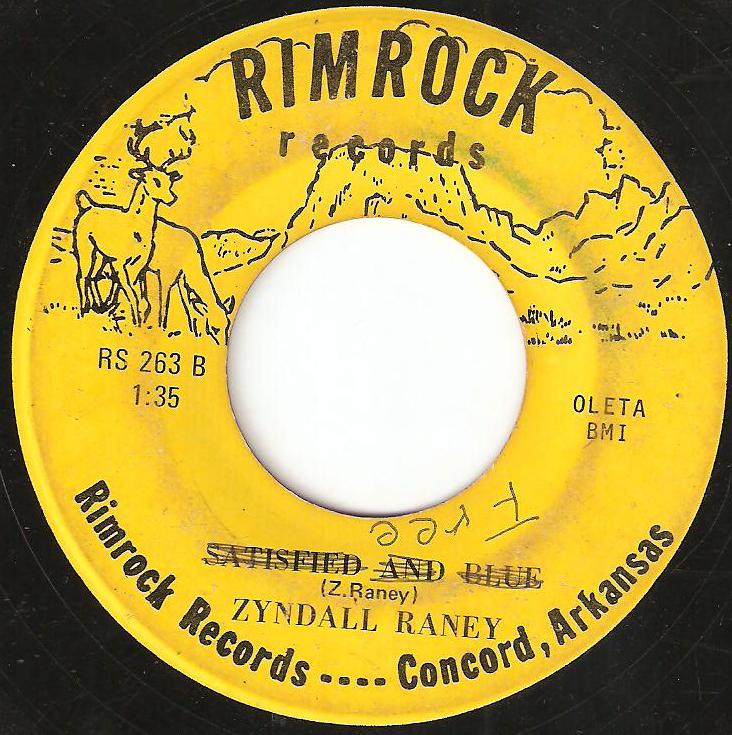 RIMROCK
records
RS 263 B
1:35
OLETA
BMI
Free
SATISFIED AND BLUE
(Z.Raney)
ZYNDALL RANEY
Rimrock Records .... Concord, Arkansas